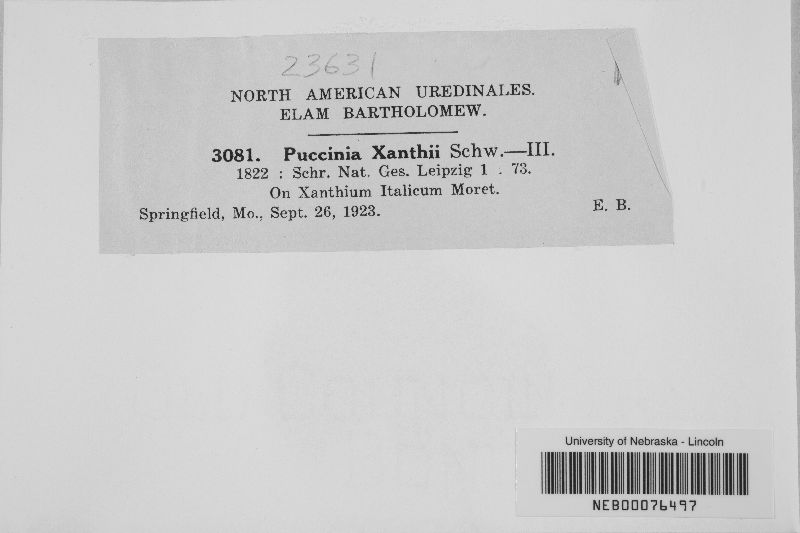 23631
NORTH AMERICAN UREDINALES.
ELAM BARTHOLOMEW.
3081. Puccinia Xanthii Schw.—III.
1822 : Schr. Nat. Ges. Leipzig 1 . 73.
On Xanthium Italicum Moret.
Springfield, Mo., Sept. 26, 1923. E. B.
University of Nebraska - Lincoln
NEB00076497